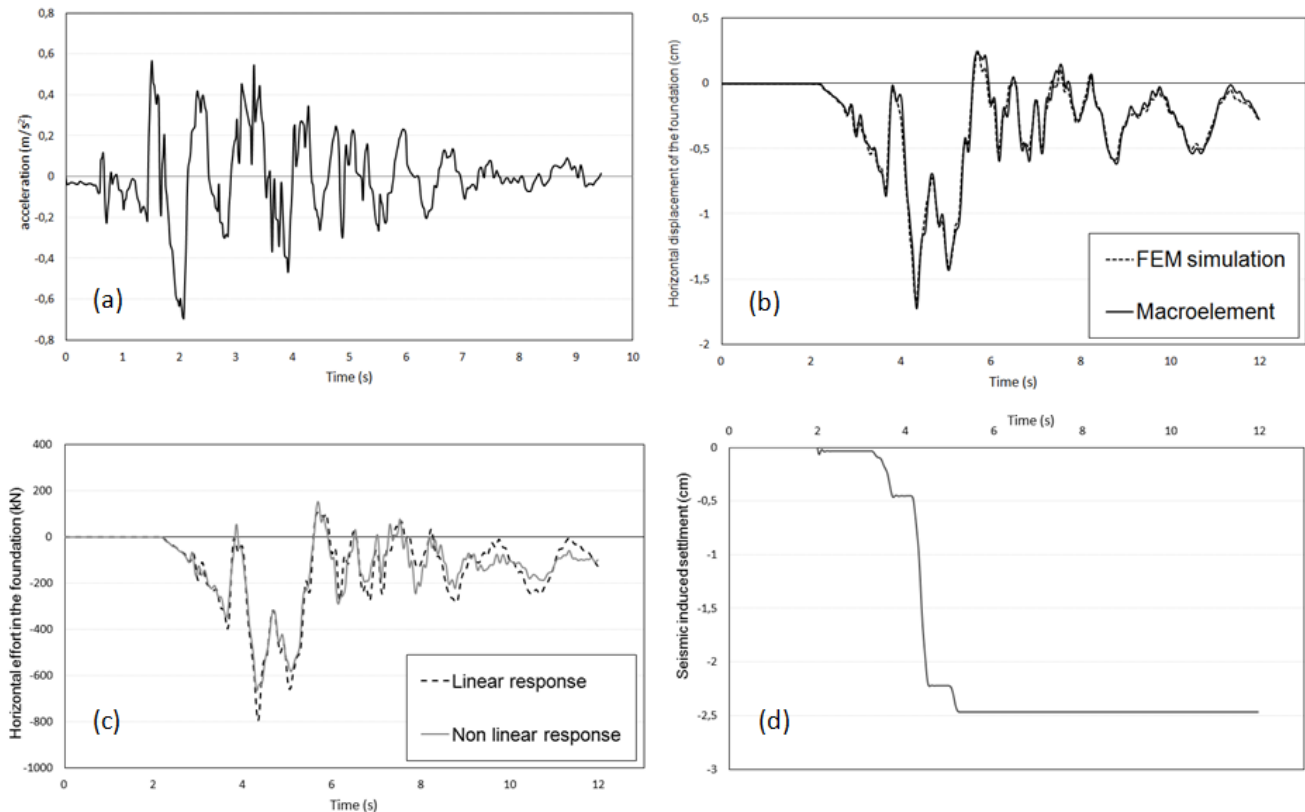 0,8
0,6
0,4
0,2
0
-0,2
-0,4
-0,6
-0,8
acceleration (m/s²)
(a)
0 1 2 3 4 5 6 7 8 9 10
Time (s)
0,5
0
-0,5
-1
-1,5
-2
Horizontal displacement of the foundation (cm)
(b)
FEM simulation
Macroelement
0 2 4 6 8 10 12
Time (s)
400
200
0
-200
-400
-600
-800
-1000
Horizontal effort in the foundation (kN)
(c)
Linear response
Non linear response
0 2 4 6 8 10 12
Time (s)
Time (s)
0 2 4 6 8 10 12
0
-0,5
-1
-1,5
-2
-2,5
-3
Seismic induced settlment (cm)
(d)